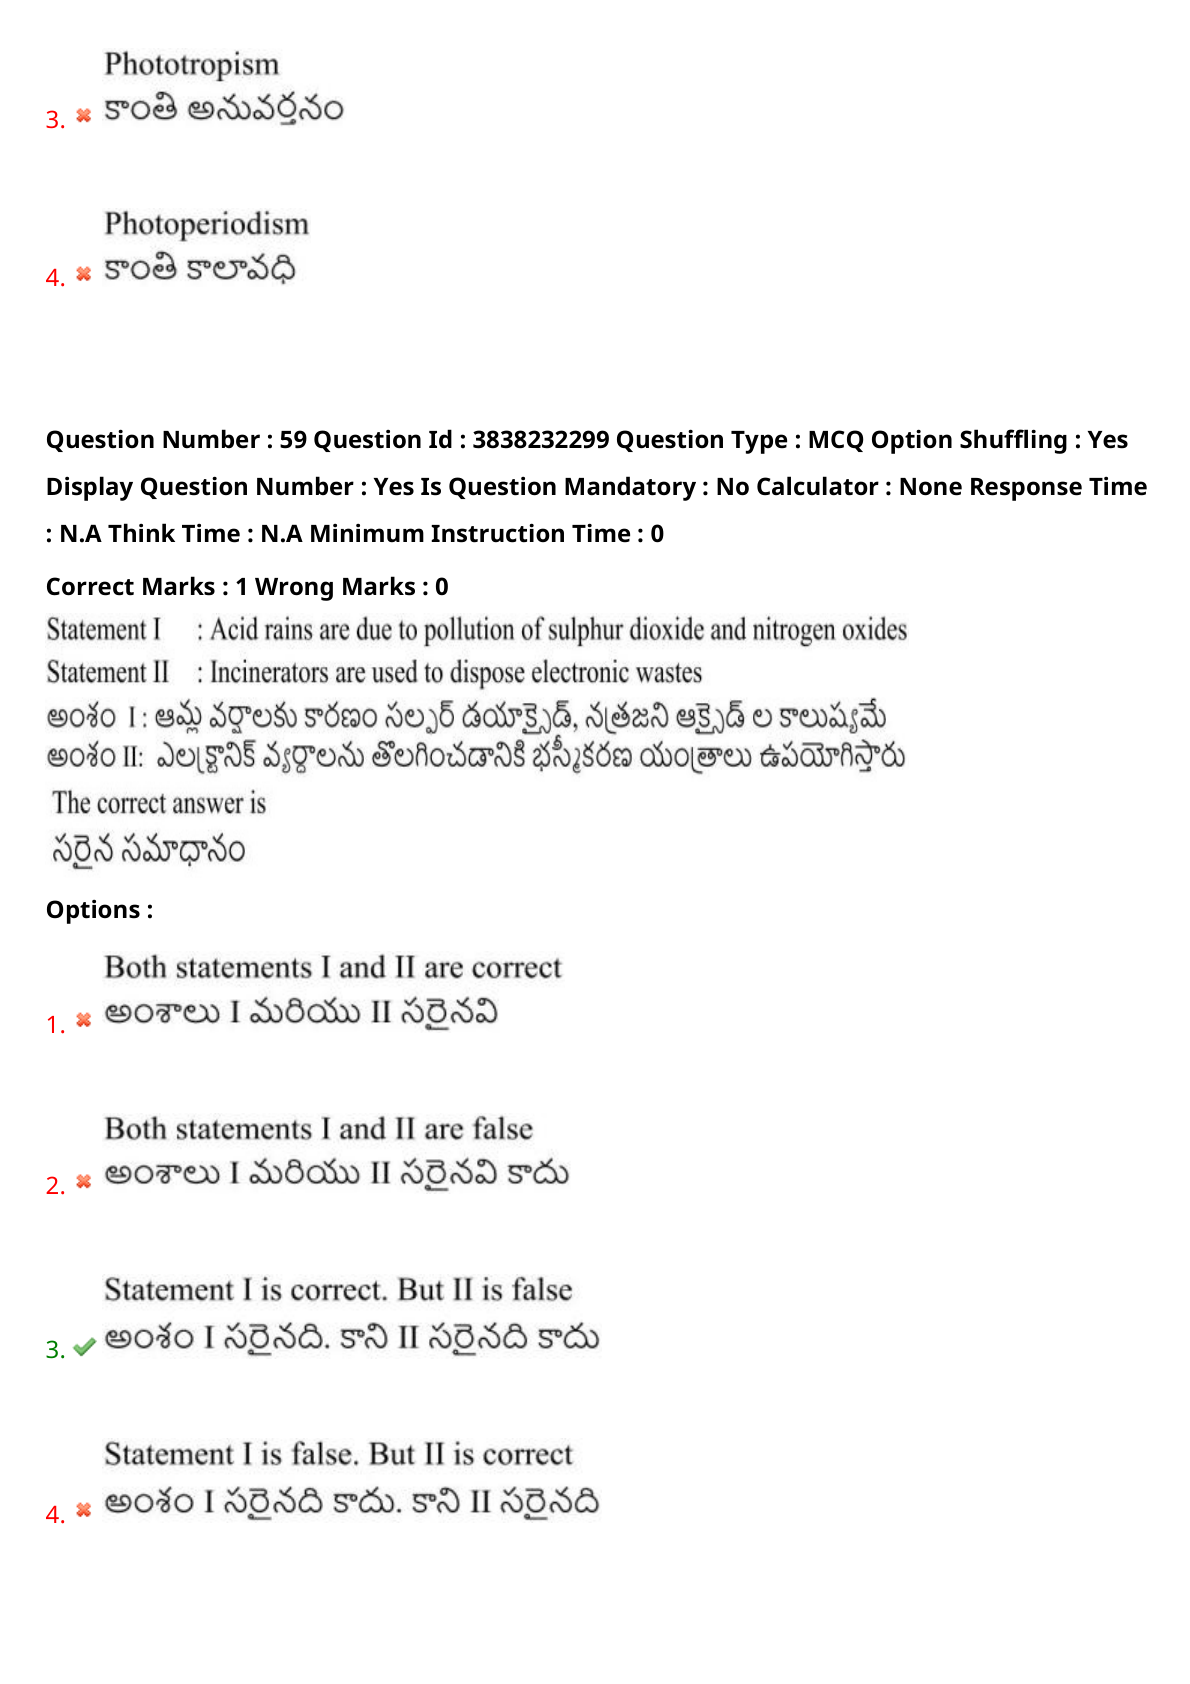 Phototropism
3. కాంతి అనువర్తనం
Photoperiodism
4. కాంతి కాలావధి
Question Number : 59 Question Id : 3838232299 Question Type : MCQ Option Shuffling : Yes
Display Question Number : Yes Is Question Mandatory : No Calculator : None Response Time
: N.A Think Time : N.A Minimum Instruction Time : 0
Correct Marks : 1 Wrong Marks : 0
Statement I : Acid rains are due to pollution of sulphur dioxide and nitrogen oxides
Statement II : Incinerators are used to dispose electronic wastes
అంశం I : ఆమ్ల వర్షాలకు కారణం సల్ఫర్ డయాక్సైడ్, నత్రజని ఆక్సైడ్ ల కాలుష్యమే
అంశం II: ఎలక్ట్రానిక్ వ్యర్థాలను తొలగించడానికి భస్మీకరణ యంత్రాలు ఉపయోగిస్తారు
The correct answer is
సరైన సమాధానం
Options :
Both statements I and II are correct
1. అంశాలు I మరియు II సరైనవి
Both statements I and II are false
2. అంశాలు I మరియు II సరైనవి కాదు
Statement I is correct. But II is false
3. అంశం I సరైనది. కాని II సరైనది కాదు
Statement I is false. But II is correct
4. అంశం I సరైనది కాదు. కాని II సరైనది